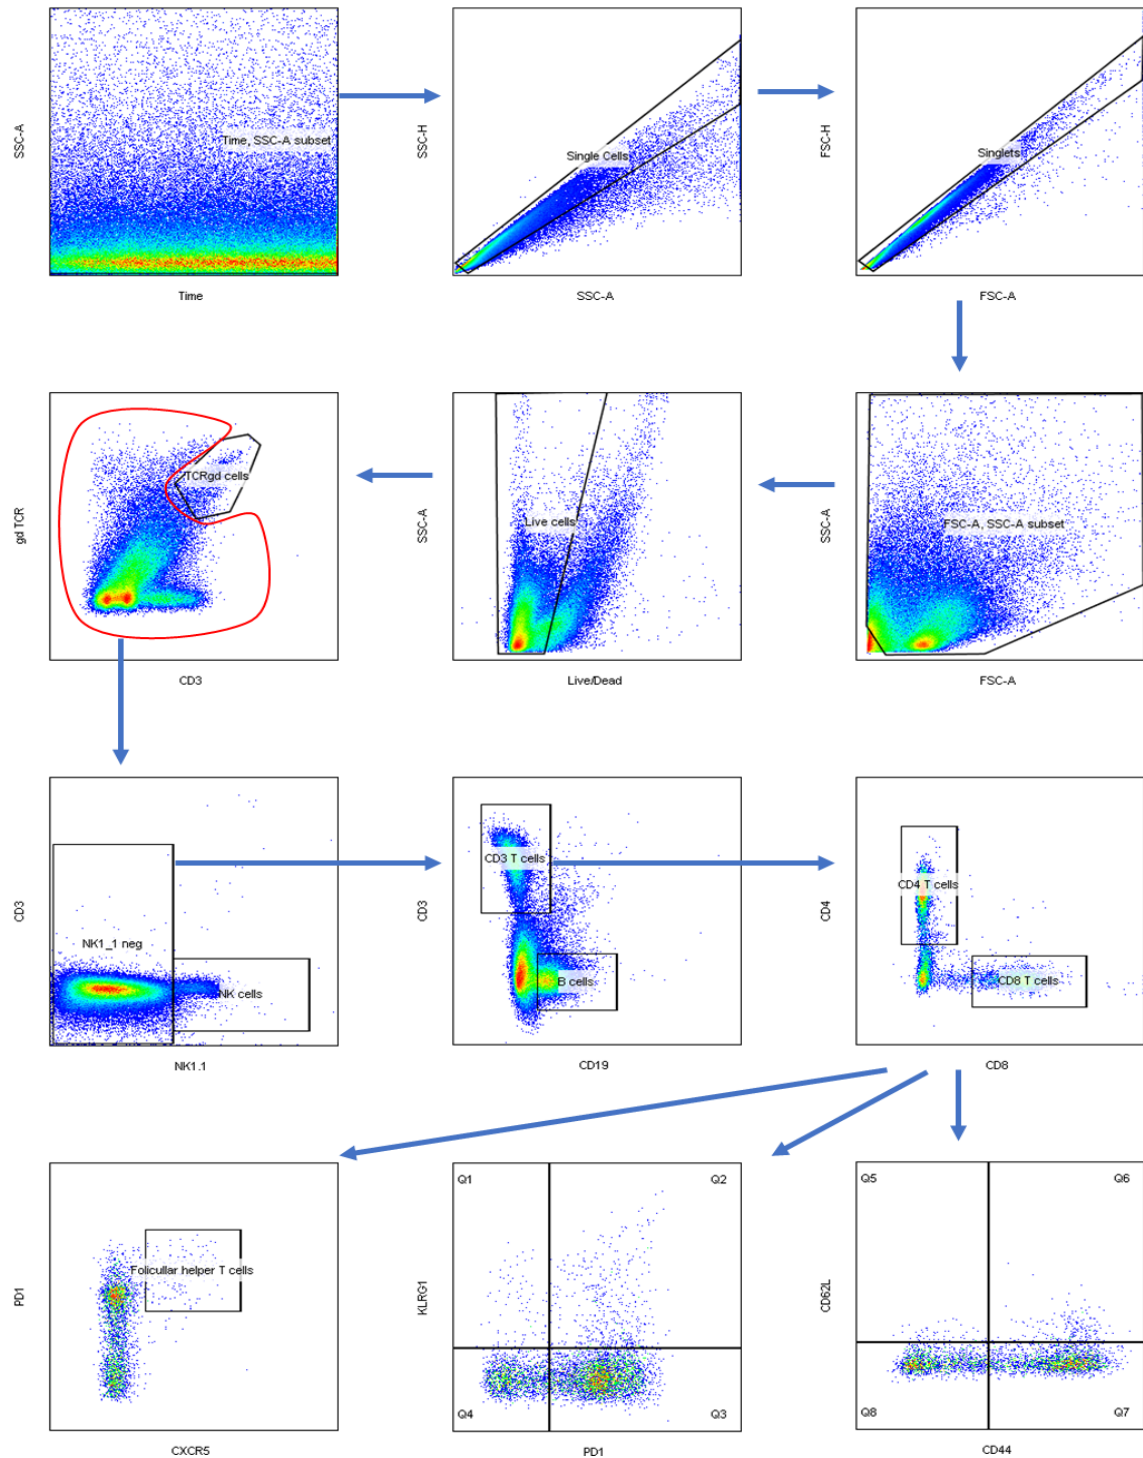 SSC-A
Time, SSC-A subset
Time
SSC-H
Single Cells
SSC-A
FSC-H
Singlets
FSC-A
gd TCR
TCRgd cells
CD3
SSC-A
Live cells
Live/Dead
SSC-A
FSC-A, SSC-A subset
FSC-A
CD3
NK1_1 neg
NK cells
NK1.1
CD3
CD3 T cells
B cells
CD19
CD4
CD4 T cells
CD8 T cells
CD8
PD1
Folicullar helper T cells
CXCR5
KLRG1
Q1
Q2
Q4
Q3
PD1
CD62L
Q5
Q6
Q8
Q7
CD44